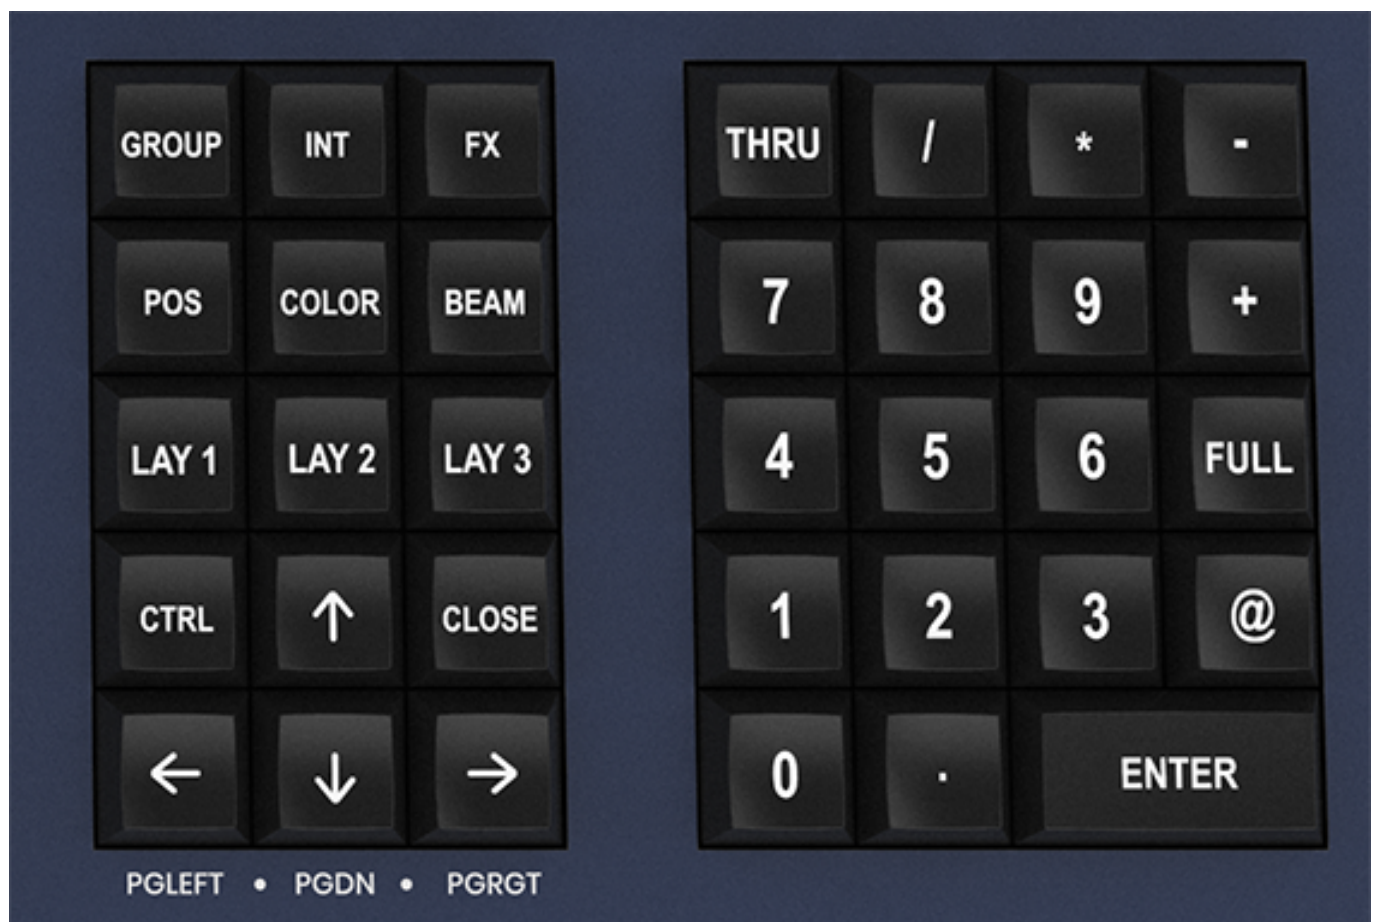 GROUP INT FX
POS COLOR BEAM
LAY 1 LAY 2 LAY 3
CTRL ↑ CLOSE
← ↓ →
PGLEFT • PGDN • PGRGT
THRU / * -
7 8 9 +
4 5 6 FULL
1 2 3 @
0 . ENTER